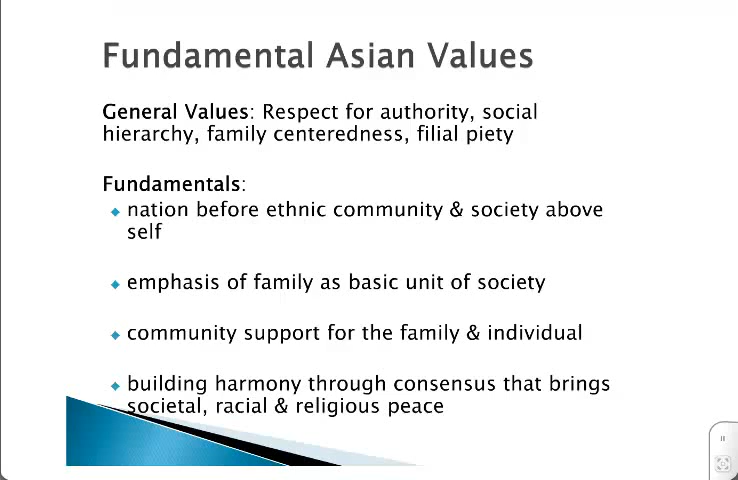 Fundamental Asian Values
General Values: Respect for authority, social
hierarchy, family centeredness, filial piety
Fundamentals:
nation before ethnic community & society above
self
emphasis of family as basic unit of society
community support for the family & individual
building harmony through consensus that brings
societal, racial & religious peace